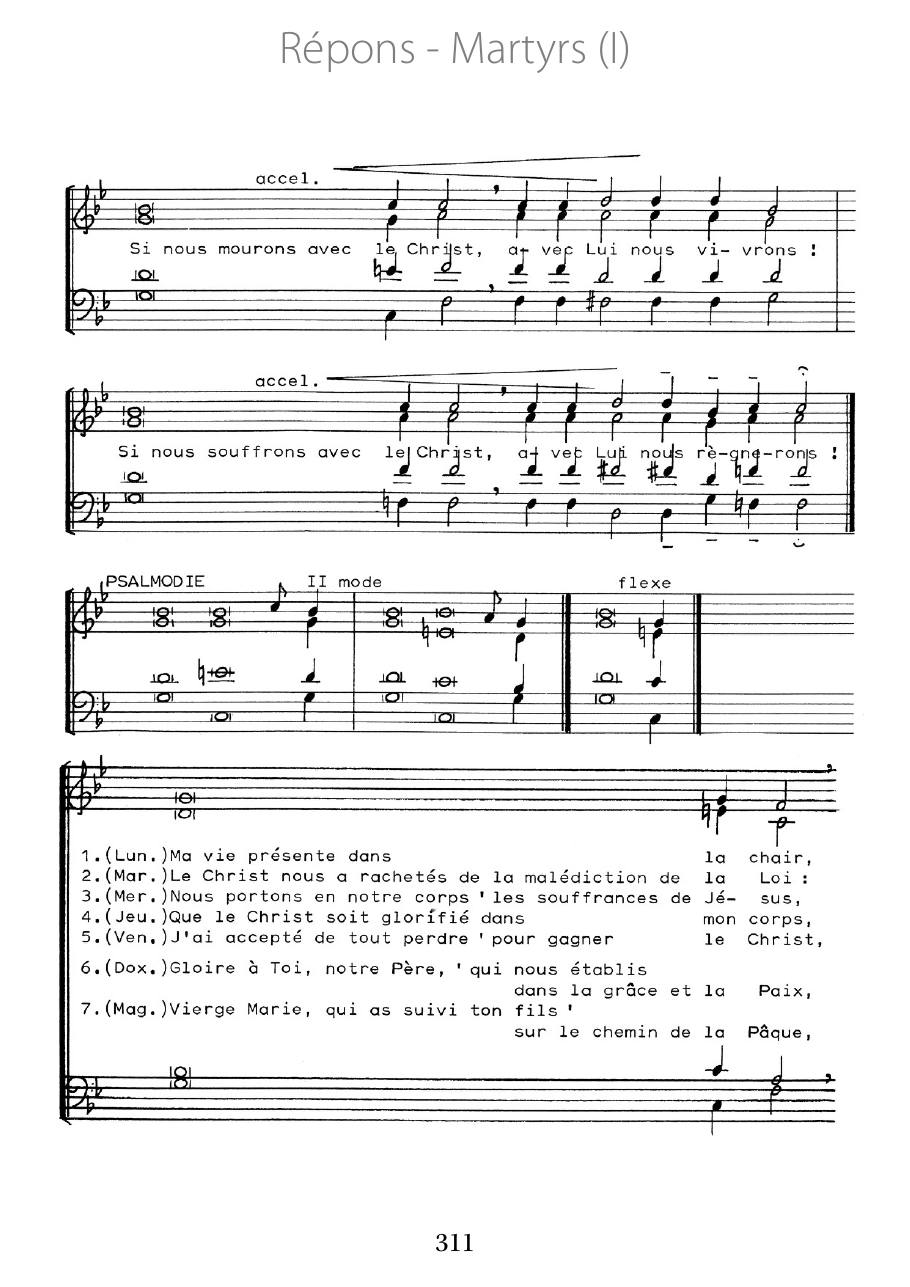 Répons - Martyrs (I)
accel.
Si nous mourons avec le Christ, a- vec Lui nous vi- vrons !
accel.
Si nous souffrons avec le Christ, a- vec Lui nous rè-gne-rons !
PSALMODIE II mode flexe
1.(Lun.)Ma vie présente dans la chair,
2.(Mar.)Le Christ nous a rachetés de la malédiction de la Loi :
3.(Mer.)Nous portons en notre corps ' les souffrances de Jé- sus,
4.(Jeu.)Que le Christ soit glorifié dans mon corps,
5.(Ven.)J'ai accepté de tout perdre ' pour gagner le Christ,
6.(Dox.)Gloire à Toi, notre Père, ' qui nous établis
dans la grâce et la Paix,
7.(Mag.)Vierge Marie, qui as suivi ton fils '
sur le chemin de la Pâque,
311